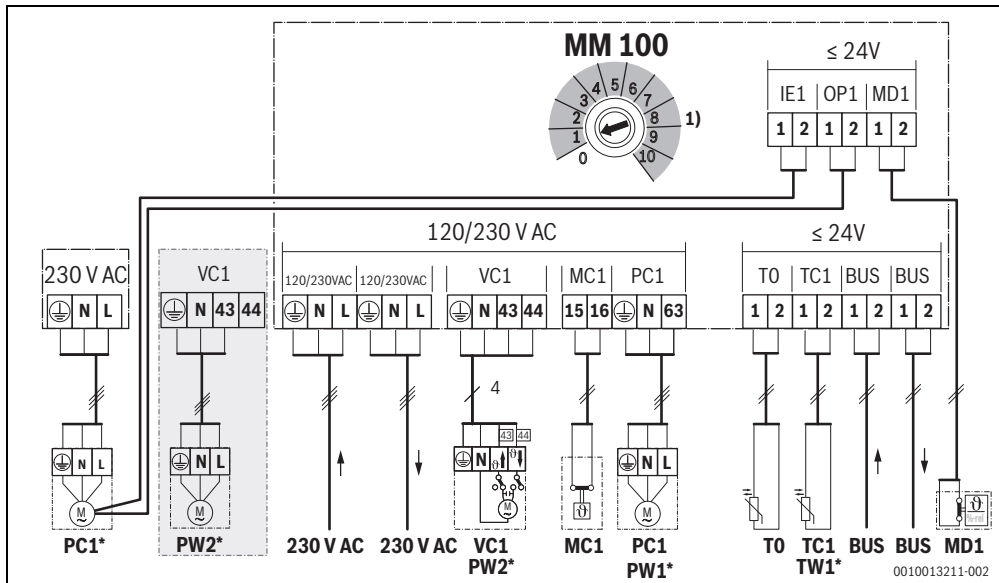 MM 100
0 1 2 3 4 5 6 7 8 9 10
1)
≤ 24V
IE1 OP1 MD1
1 2 1 2 1 2
120/230 V AC
≤ 24V
230 V AC
VC1
120/230VAC 120/230VAC
VC1
MC1
PC1
T0 TC1 BUS BUS
N L
N 43 44
N L
N L
N 43 44
15 16
N 63
1 2 1 2 1 2 1 2
4
43 44
N L
N L
N ϑ ϑ
N L
M ~
M ~
M ~
ϑ
M ~
ϑ
%-rel
PC1*
PW2*
230 V AC
230 V AC
VC1
PW2*
MC1
PC1
PW1*
T0
TC1
TW1*
BUS
BUS
MD1
0010013211-002